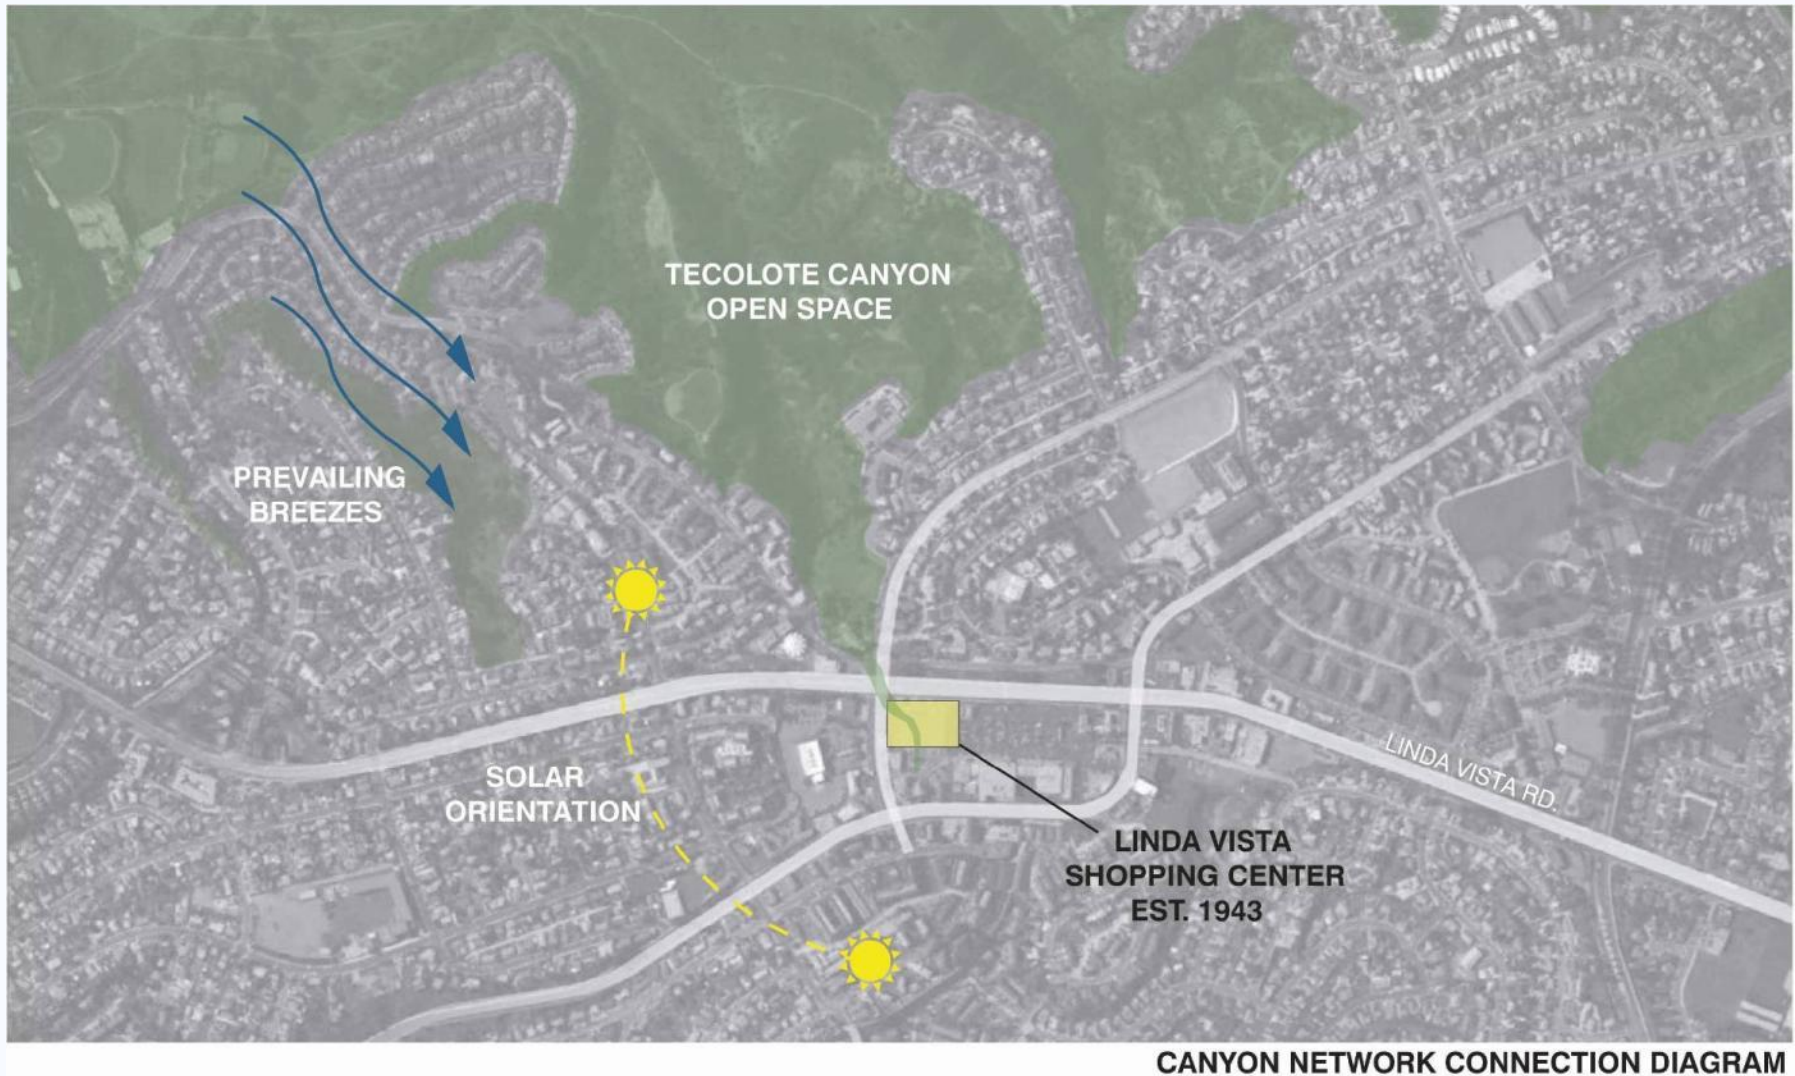 TECOLOTE CANYON
OPEN SPACE
PREVAILING
BREEZES
SOLAR
ORIENTATION
LINDA VISTA RD.
LINDA VISTA
SHOPPING CENTER
EST. 1943
CANYON NETWORK CONNECTION DIAGRAM